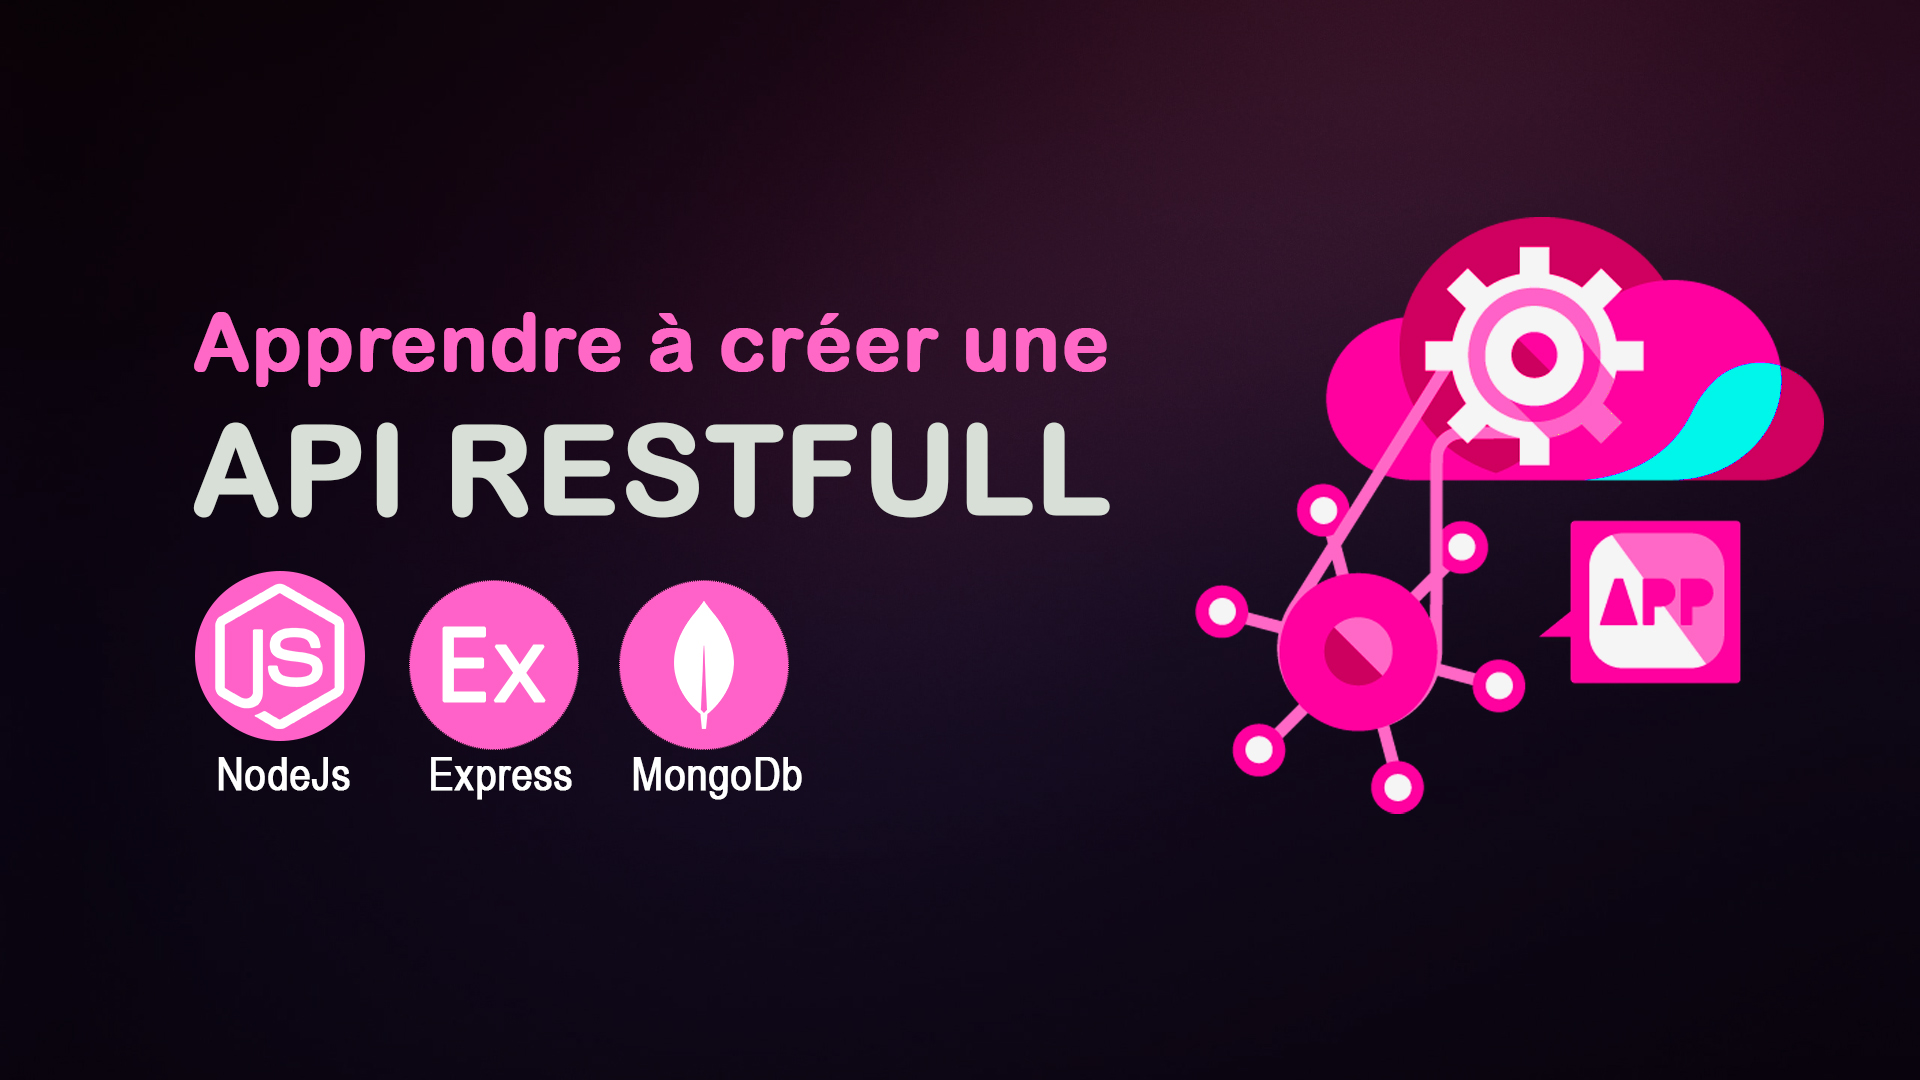 Apprendre à créer une
API RESTFULL
JS Ex
NodeJs Express MongoDb
APP